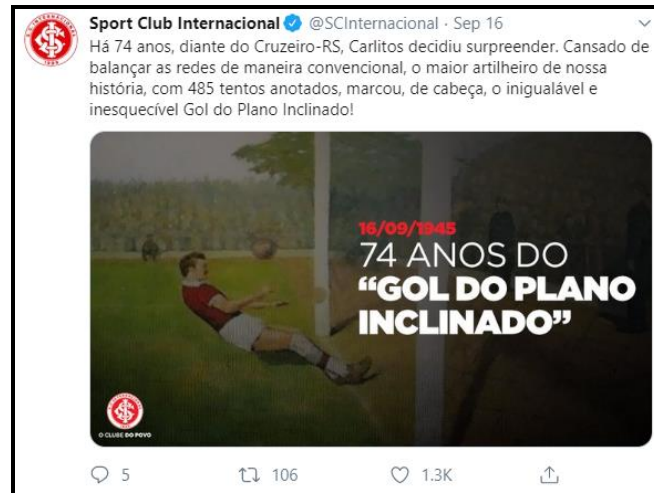 Sport Club Internacional @SCInternacional · Sep 16
Há 74 anos, diante do Cruzeiro-RS, Carlitos decidiu surpreender. Cansado de
balançar as redes de maneira convencional, o maior artilheiro de nossa
história, com 485 tentos anotados, marcou, de cabeça, o inigualável e
inesquecível Gol do Plano Inclinado!
16/09/1945
74 ANOS DO
“GOL DO PLANO
INCLINADO”
O CLUBE DO POVO
5 106 1.3K